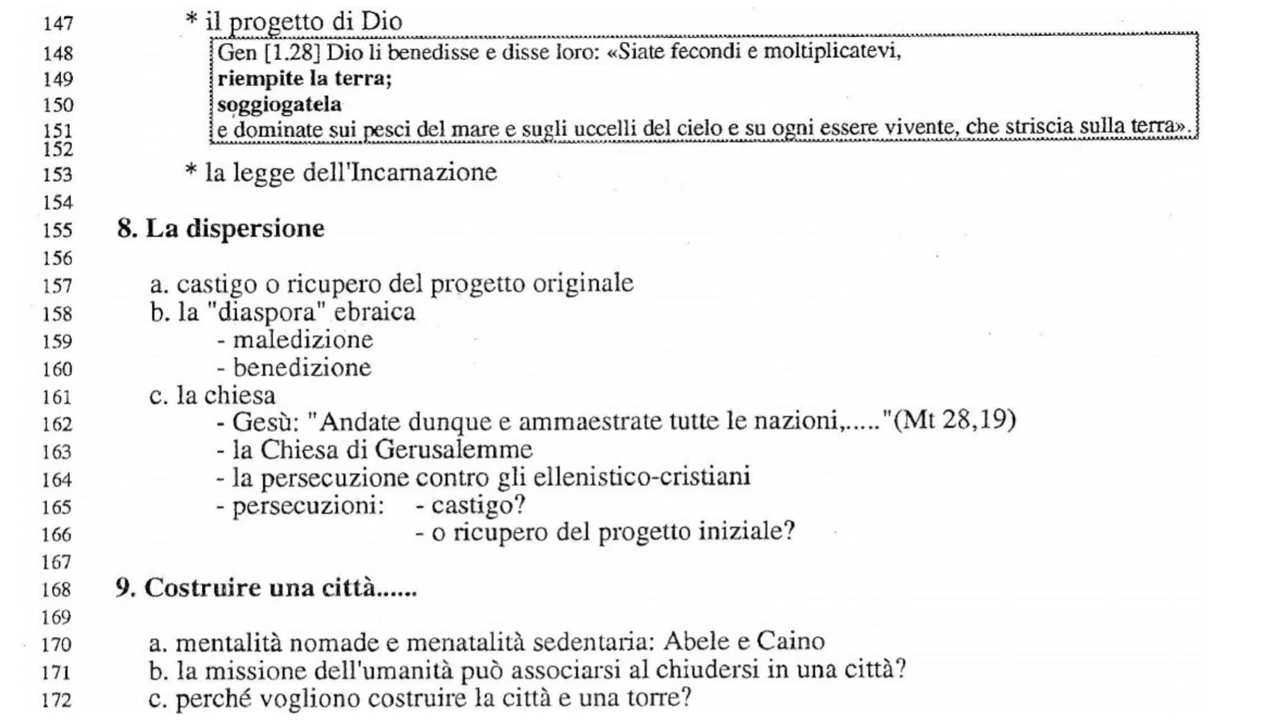 147 * il progetto di Dio
148 Gen [1.28] Dio li benedisse e disse loro: «Siate fecondi e moltiplicatevi,
149 riempite la terra;
150 soggiogatela
151 e dominate sui pesci del mare e sugli uccelli del cielo e su ogni essere vivente, che striscia sulla terra».
152
153 * la legge dell'Incarnazione
154
155 8. La dispersione
156
157 a. castigo o ricupero del progetto originale
158 b. la "diaspora" ebraica
159 - maledizione
160 - benedizione
161 c. la chiesa
162 - Gesù: "Andate dunque e ammaestrate tutte le nazioni,....."(Mt 28,19)
163 - la Chiesa di Gerusalemme
164 - la persecuzione contro gli ellenistico-cristiani
165 - persecuzioni: - castigo?
166 - o ricupero del progetto iniziale?
167
168 9. Costruire una città......
169
170 a. mentalità nomade e menatalità sedentaria: Abele e Caino
171 b. la missione dell'umanità può associarsi al chiudersi in una città?
172 c. perché vogliono costruire la città e una torre?